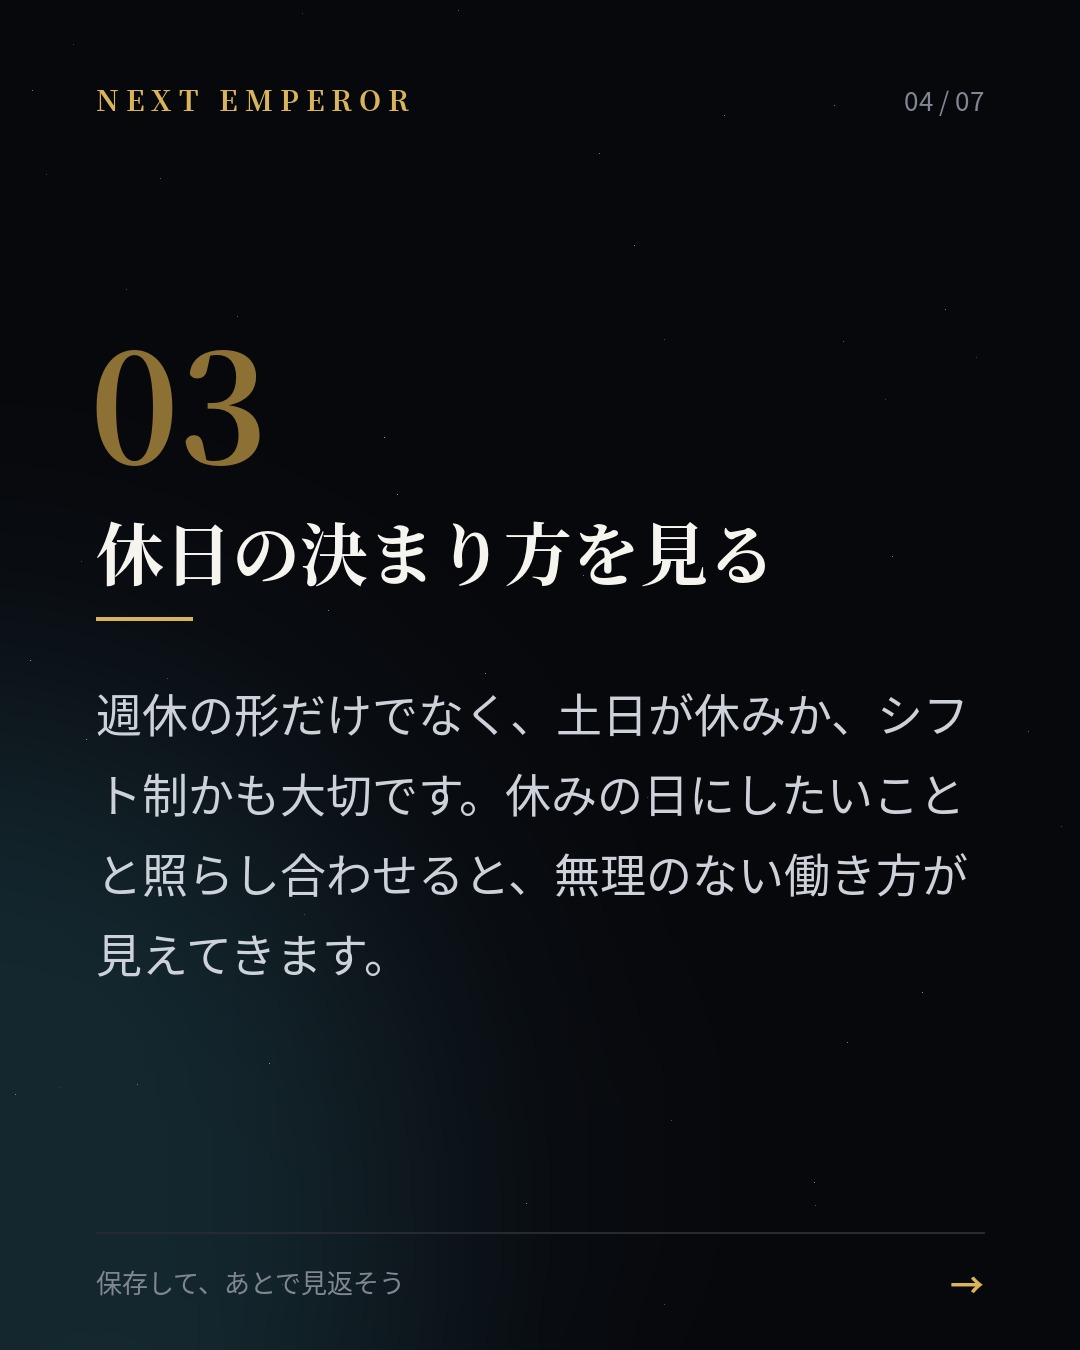 NEXT EMPEROR
04 / 07
03
休日の決まり方を見る
週休の形だけでなく、土日が休みか、シフ
ト制かも大切です。休みの日にしたいこと
と照らし合わせると、無理のない働き方が
見えてきます。
保存して、あとで見返そう
→